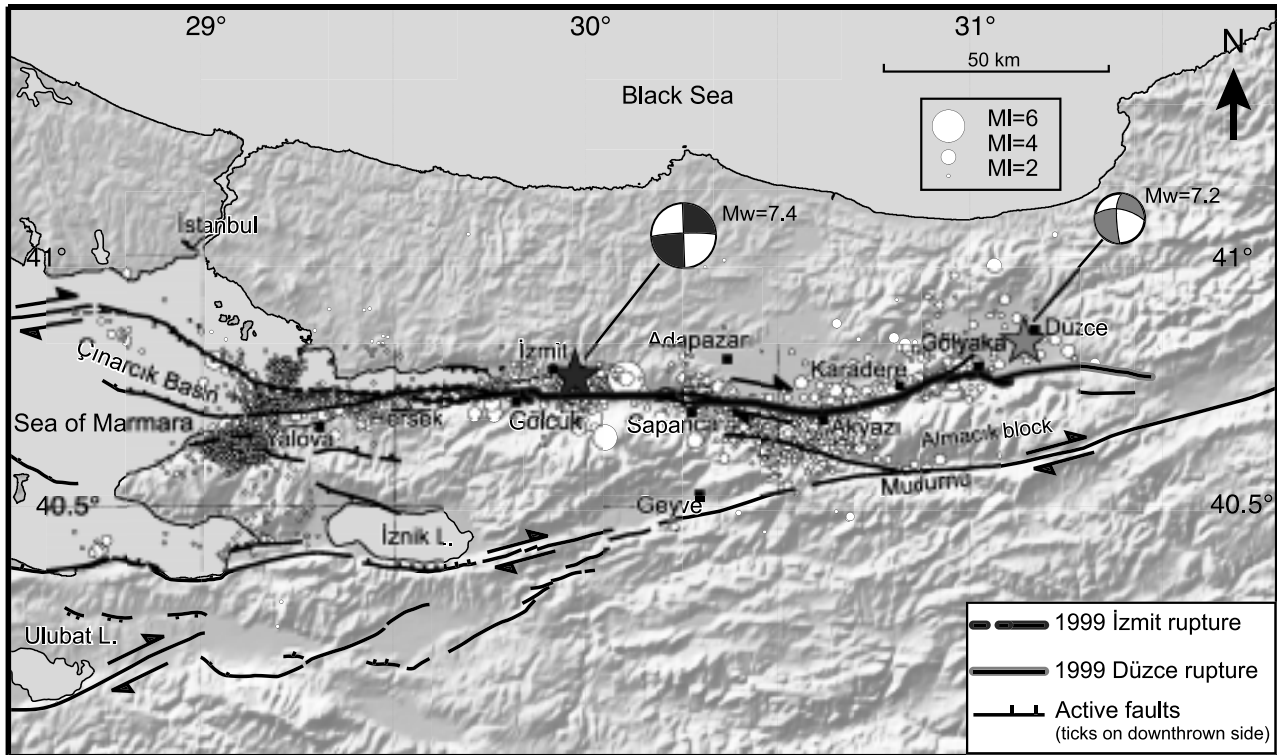 29°
30°
31°
N
50 km
Black Sea
Ml=6
Ml=4
Ml=2
Mw=7.4
Mw=7.2
İstanbul
41°
41°
Adapazarı
Düzce
Gölyaka
İzmit
Karadere
Çınarcık Basin
Hersek
Gölcük
Sapanca
Akyazı
Sea of Marmara
Yalova
Almacık block
Mudurnu
40.5°
Geyve
40.5°
İznik L.
Ulubat L.
1999 İzmit rupture
1999 Düzce rupture
Active faults
(ticks on downthrown side)